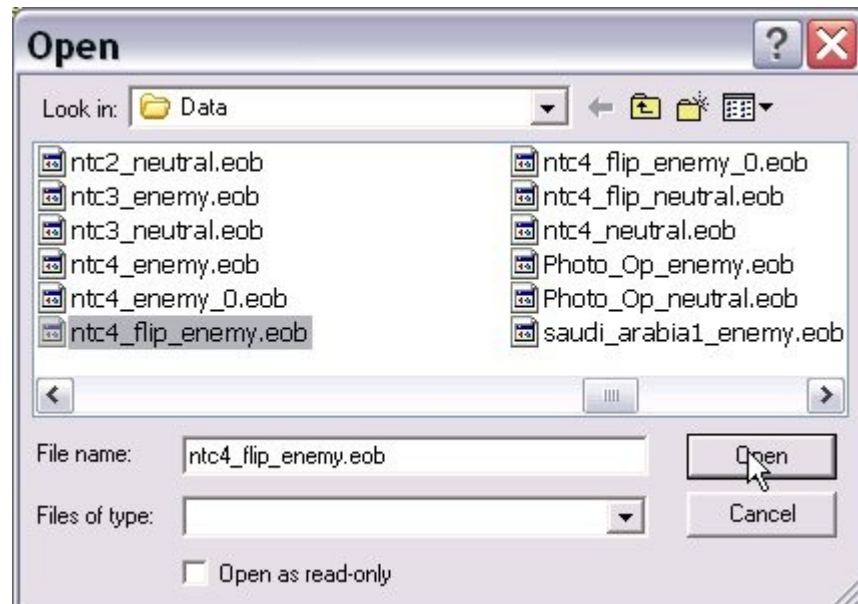 Open
Look in: Data
ntc2_neutral.eob
ntc3_enemy.eob
ntc3_neutral.eob
ntc4_enemy.eob
ntc4_enemy_0.eob
ntc4_flip_enemy.eob
ntc4_flip_enemy_0.eob
ntc4_flip_neutral.eob
ntc4_neutral.eob
Photo_Op_enemy.eob
Photo_Op_neutral.eob
saudi_arabia1_enemy.eob
File name: ntc4_flip_enemy.eob
Open
Files of type:
Cancel
Open as read-only